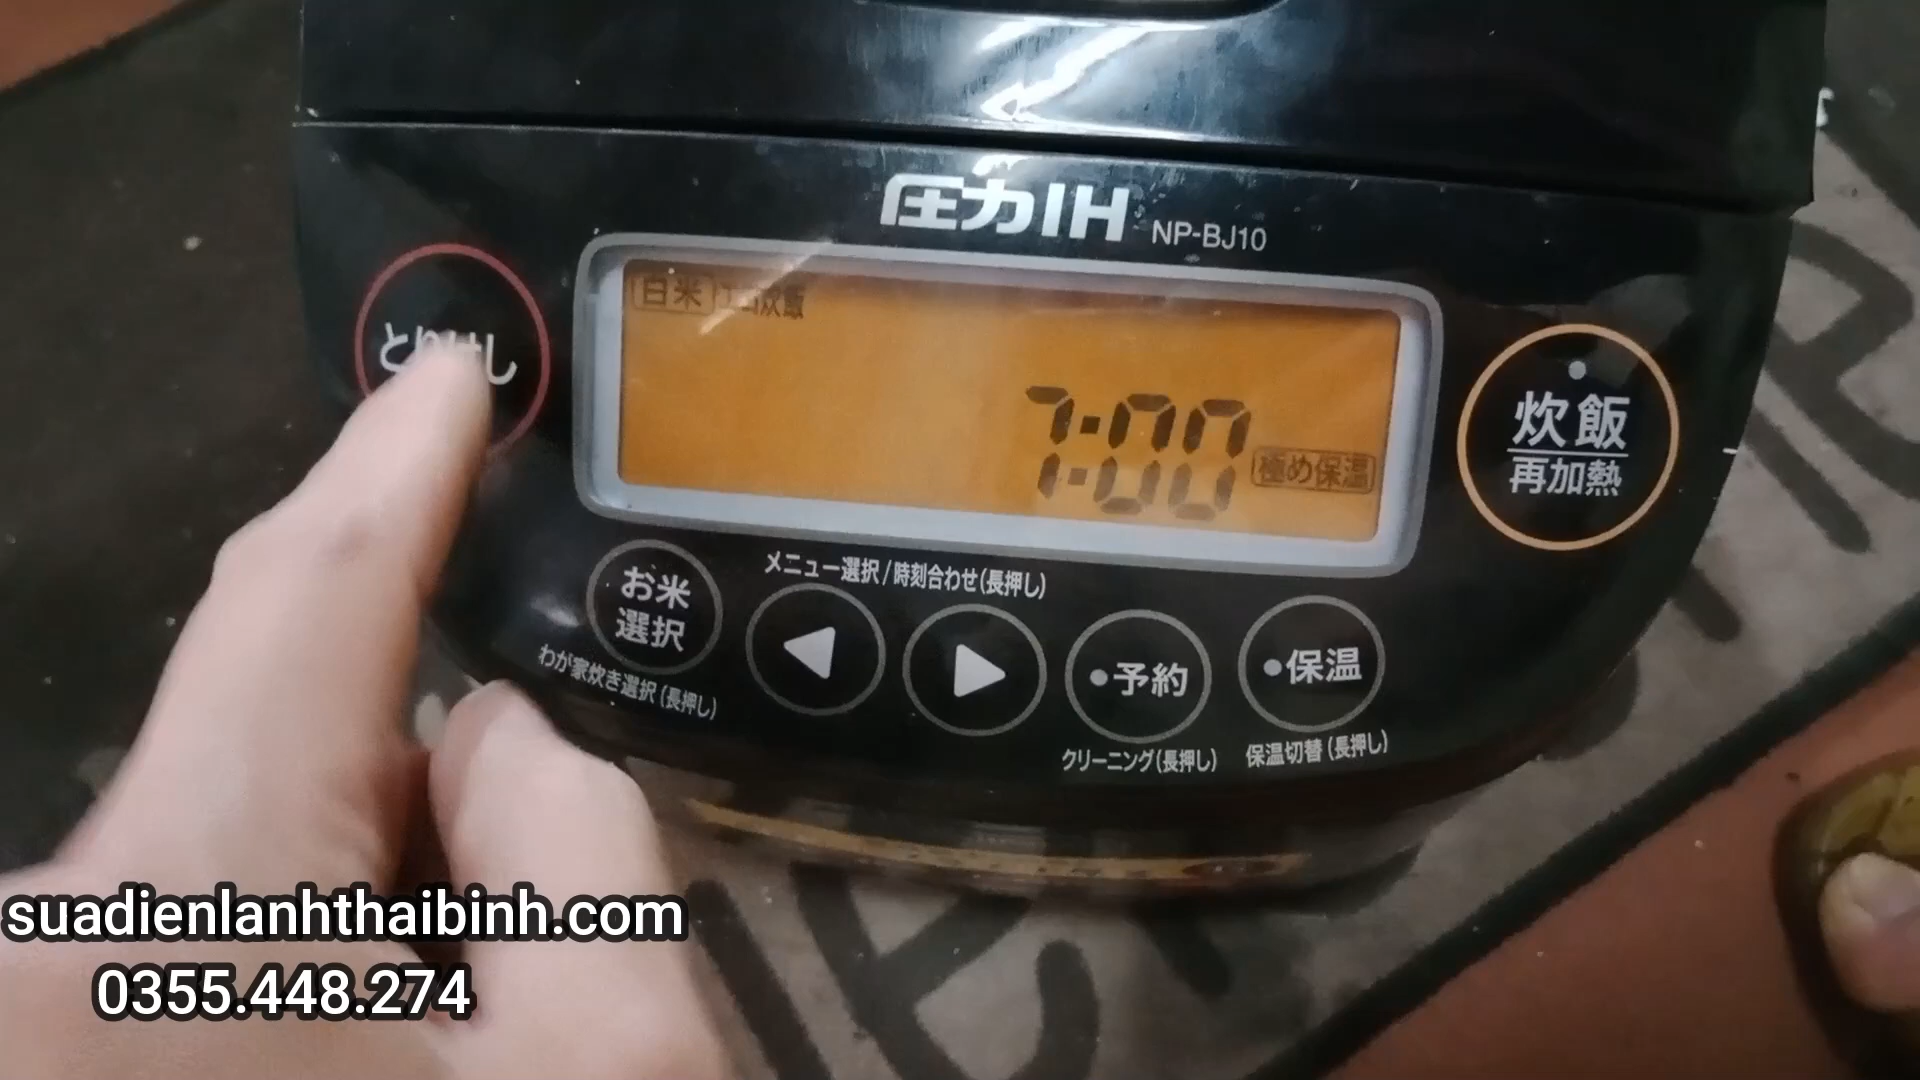 圧力IH NP-BJ10
白米
炊飯
7:00
極め保温
とりけし
炊飯
再加熱
メニュー選択/時刻合わせ(長押し)
お米
選択
◀ ▶
•予約
•保温
わが家炊き選択(長押し)
クリーニング(長押し)
保温切替(長押し)
suadienlanhthaibinh.com
0355.448.274